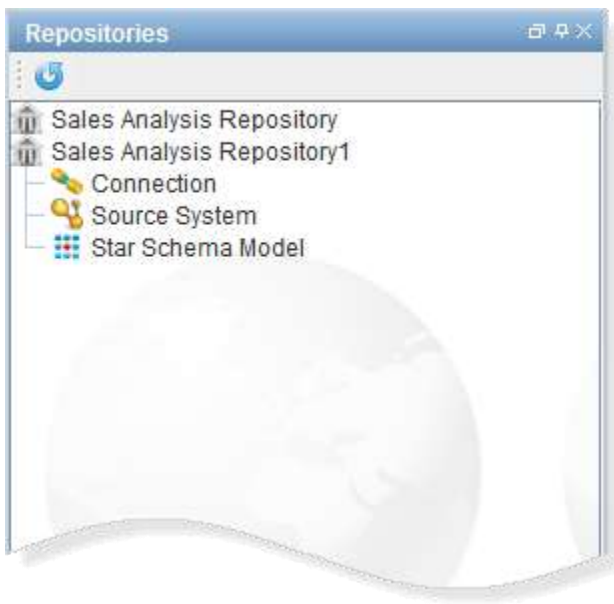 Repositories
Sales Analysis Repository
Sales Analysis Repository1
Connection
Source System
Star Schema Model